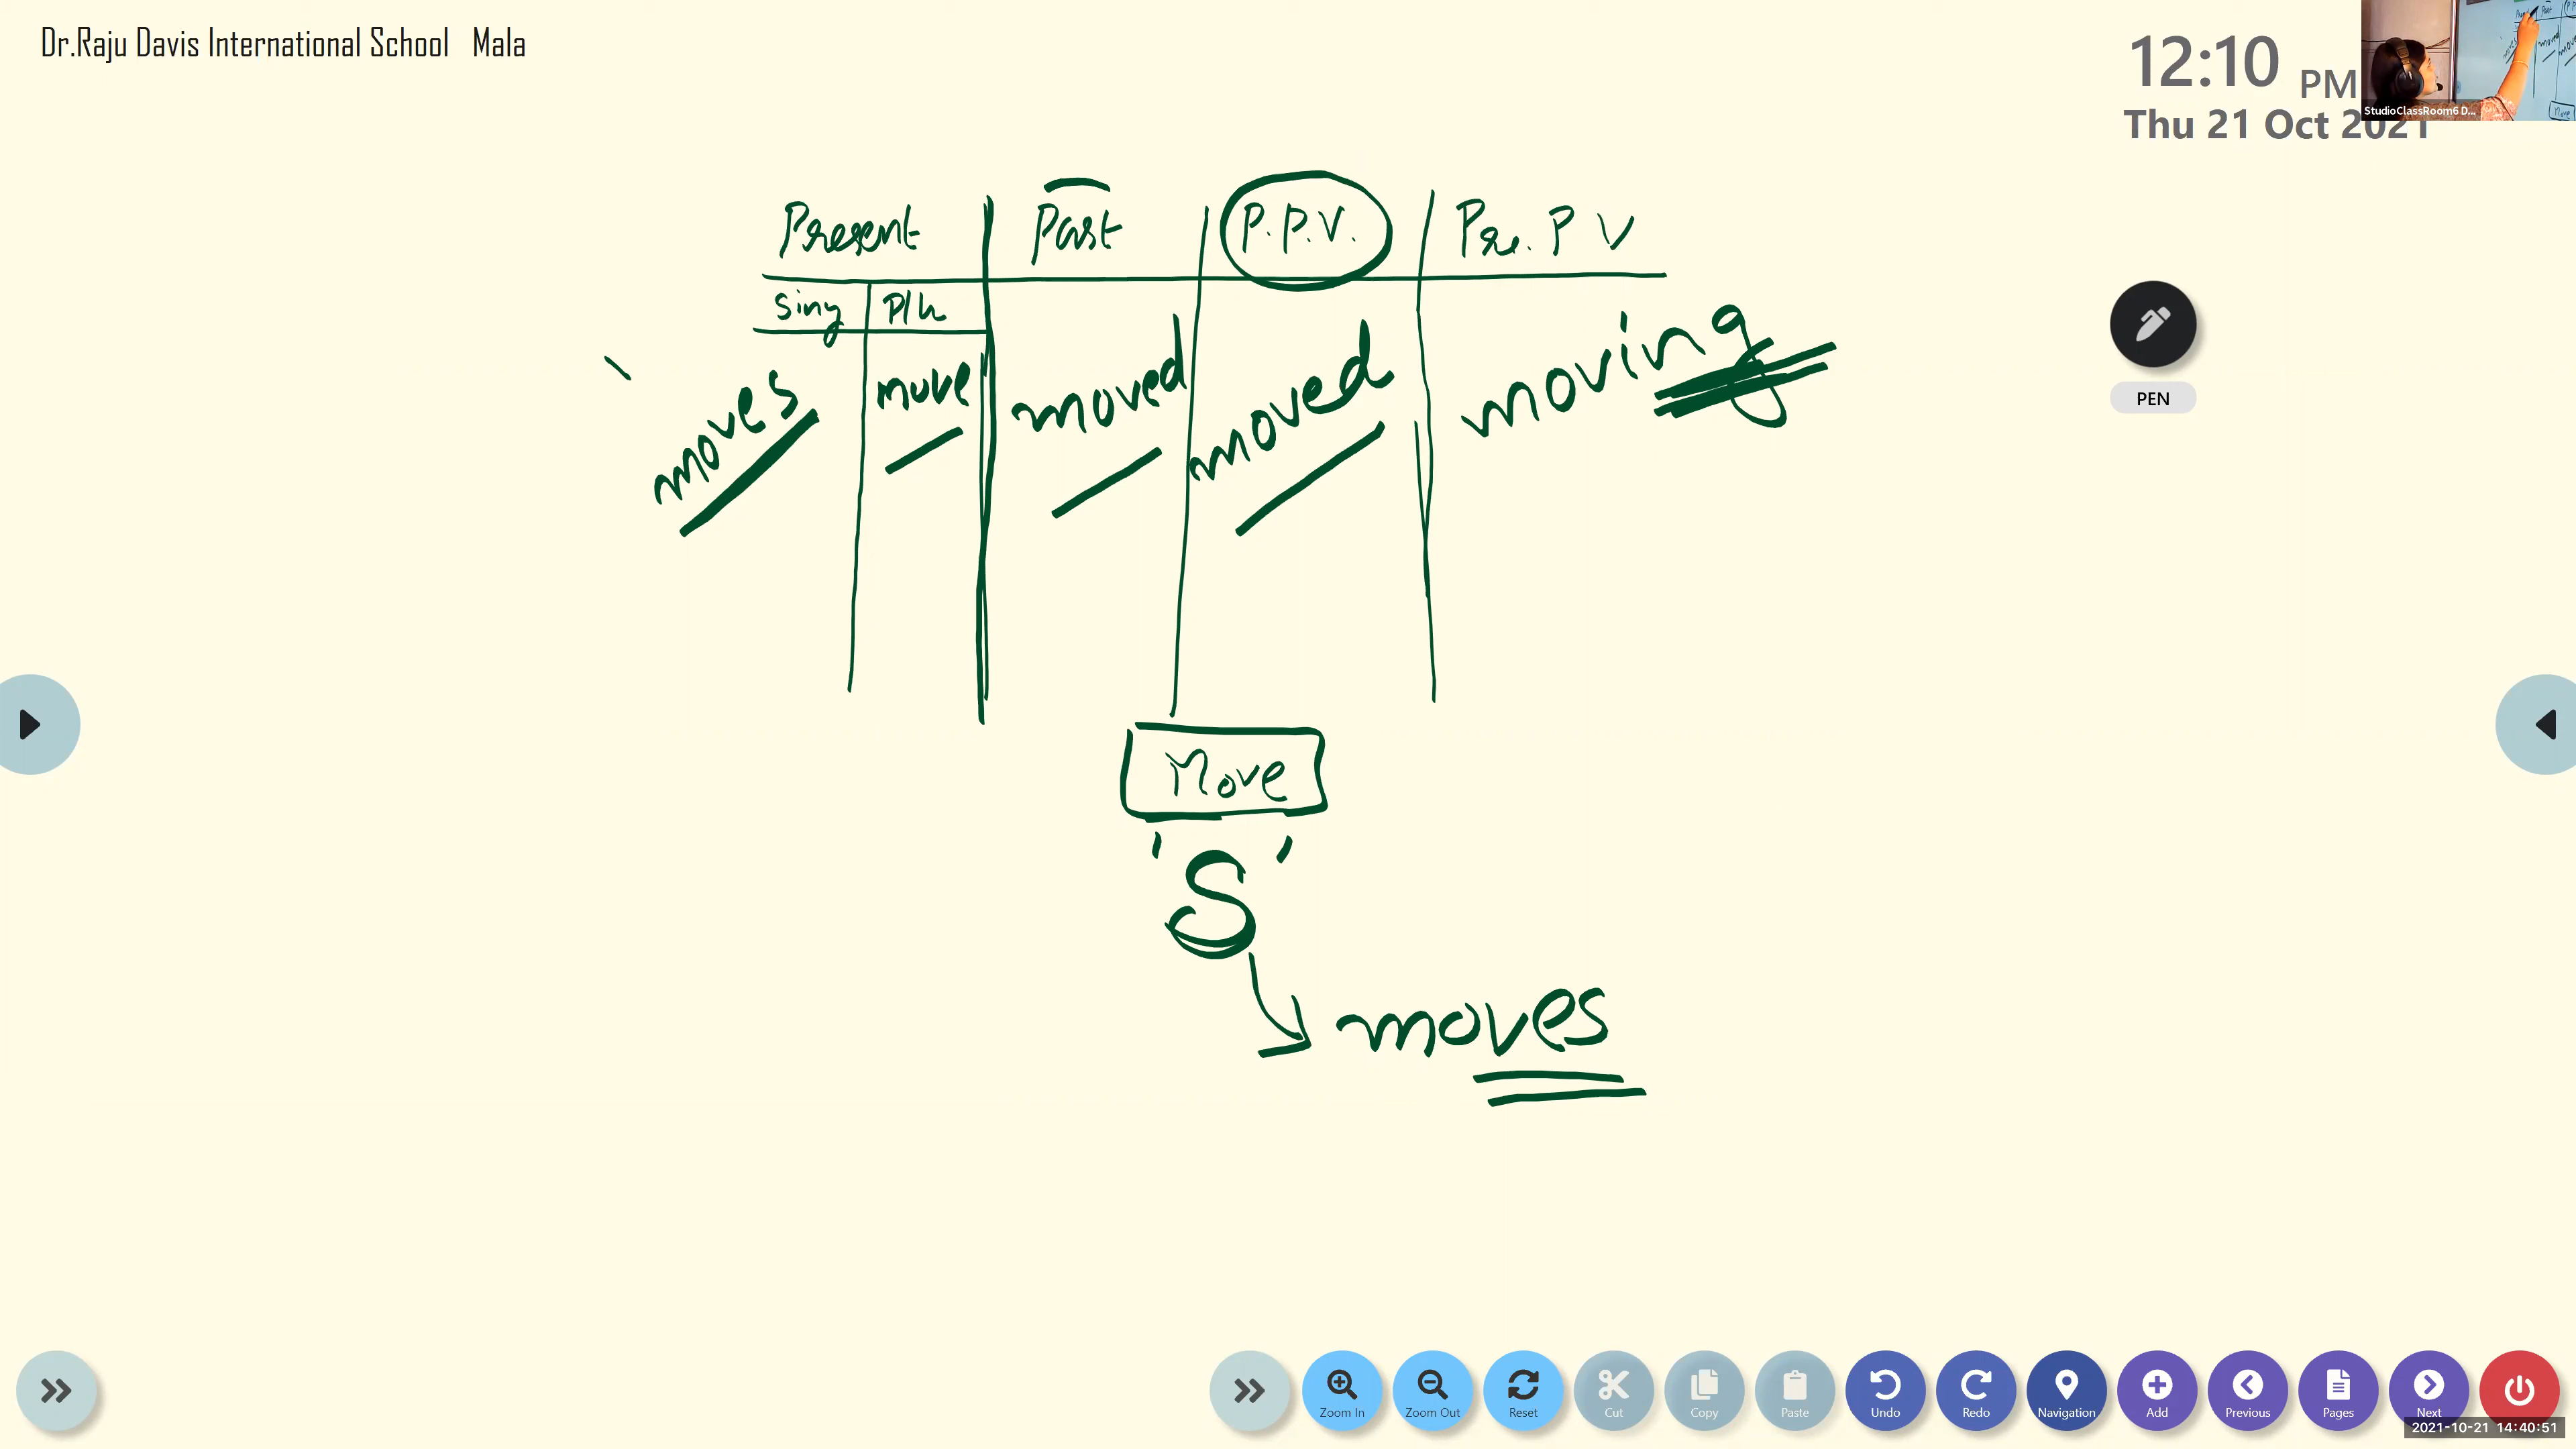 Dr.Raju Davis International School Mala
12:10 PM
Thu 21 Oct 2021
StudioClassRoom6 D...
Present Past P.P.V. Pre. P V
Sing Plu
moves move moved moved moving
PEN
Move
'S'
moves
Zoom In Zoom Out Reset Cut Copy Paste Undo Redo Navigation Add Previous Pages Next
2021-10-21 14:40:51